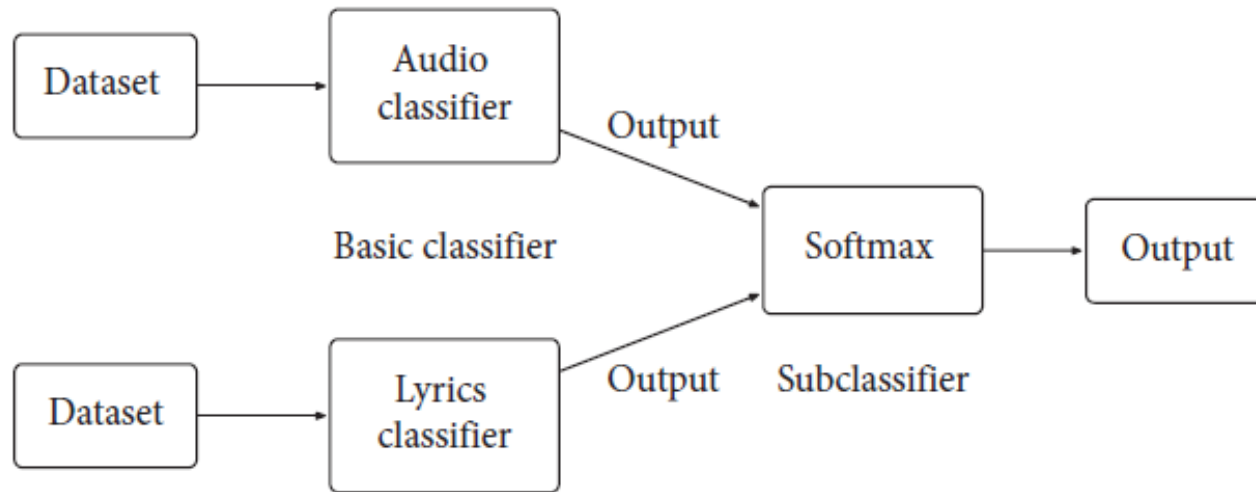 Dataset
Audio
classifier
Output
Basic classifier
Softmax
Output
Dataset
Lyrics
classifier
Output
Subclassifier